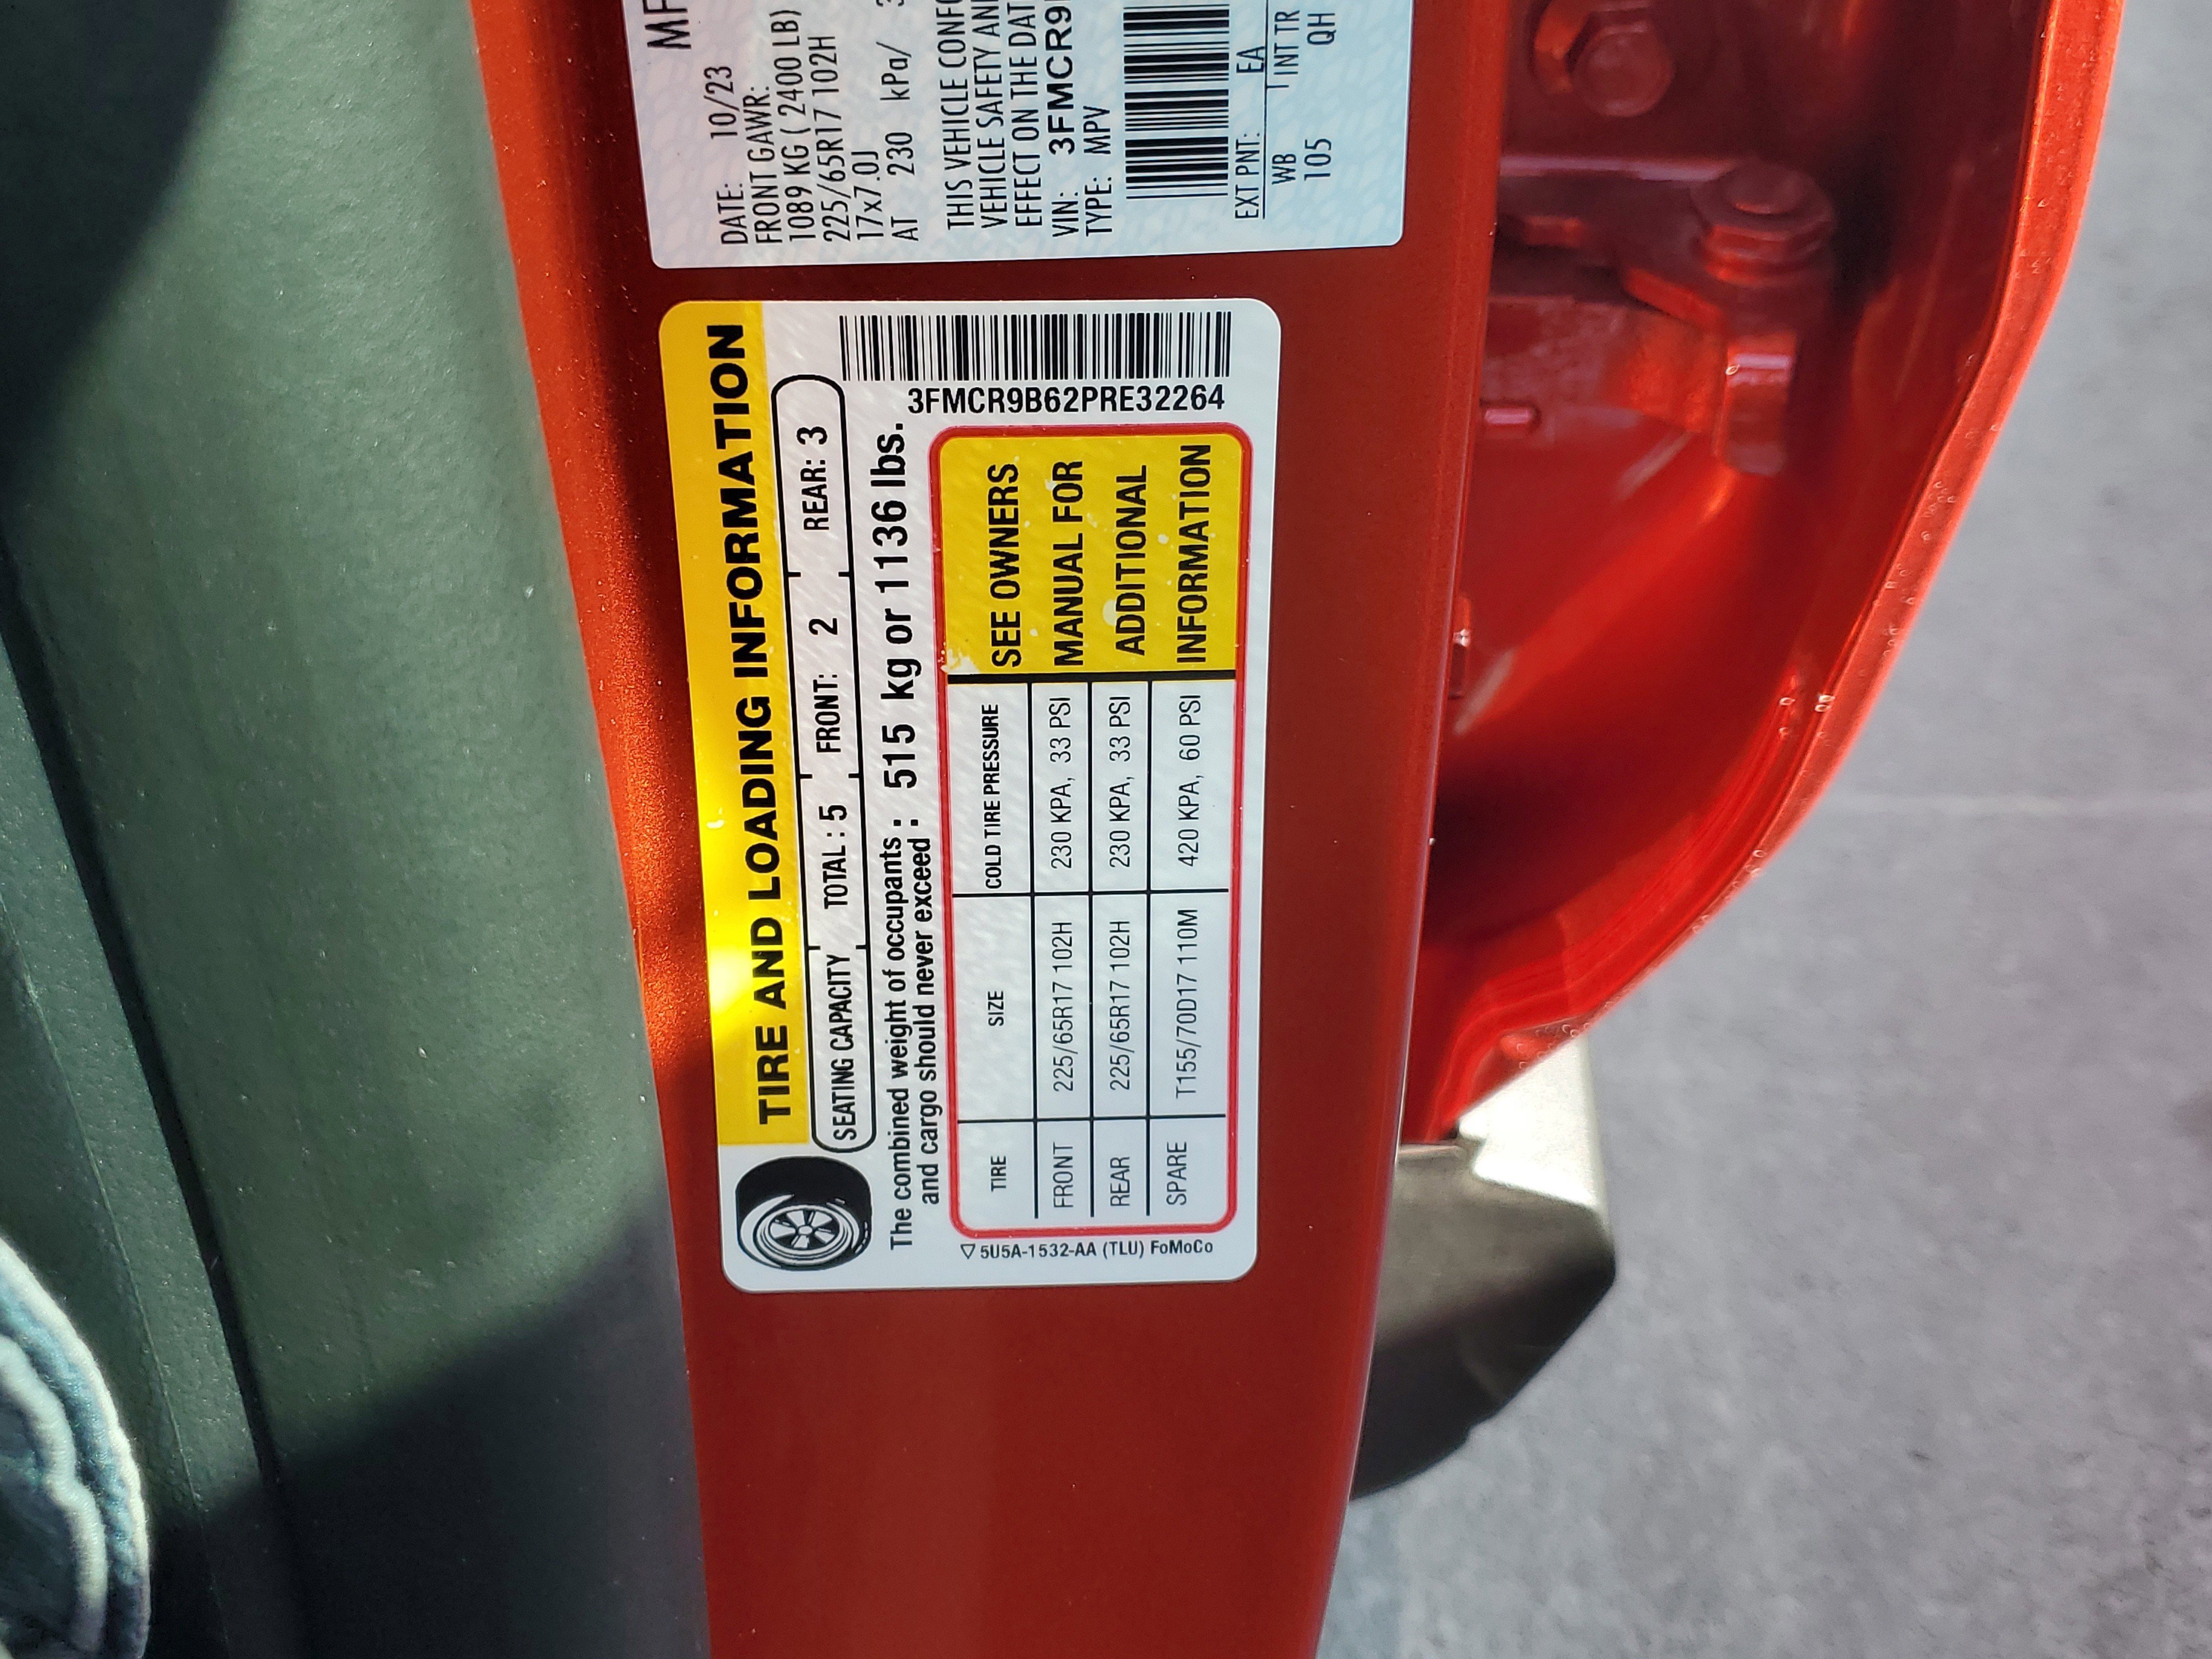 TIRE AND LOADING INFORMATION
SEATING CAPACITY TOTAL : 5 FRONT: 2 REAR: 3
The combined weight of occupants
and cargo should never exceed : 515 kg or 1136 lbs.
3FMCR9B62PRE32264
TIRE SIZE COLD TIRE PRESSURE
FRONT 225/65R17 102H 230 KPA, 33 PSI
REAR 225/65R17 102H 230 KPA, 33 PSI
SPARE T155/70D17 110M 420 KPA, 60 PSI
SEE OWNERS
MANUAL FOR
ADDITIONAL
INFORMATION
5U5A-1532-AA (TLU) FoMoCo
DATE: 10/23
FRONT GAWR:
1089 KG ( 2400 LB)
225/65R17 102H
17x7.0J
AT 230 kPa/
THIS VEHICLE
VEHICLE SAFETY
EFFECT ON THE
VIN: 3FMCR9
TYPE: MPV
EXT PNT: EA
WB INT TR
105 QH